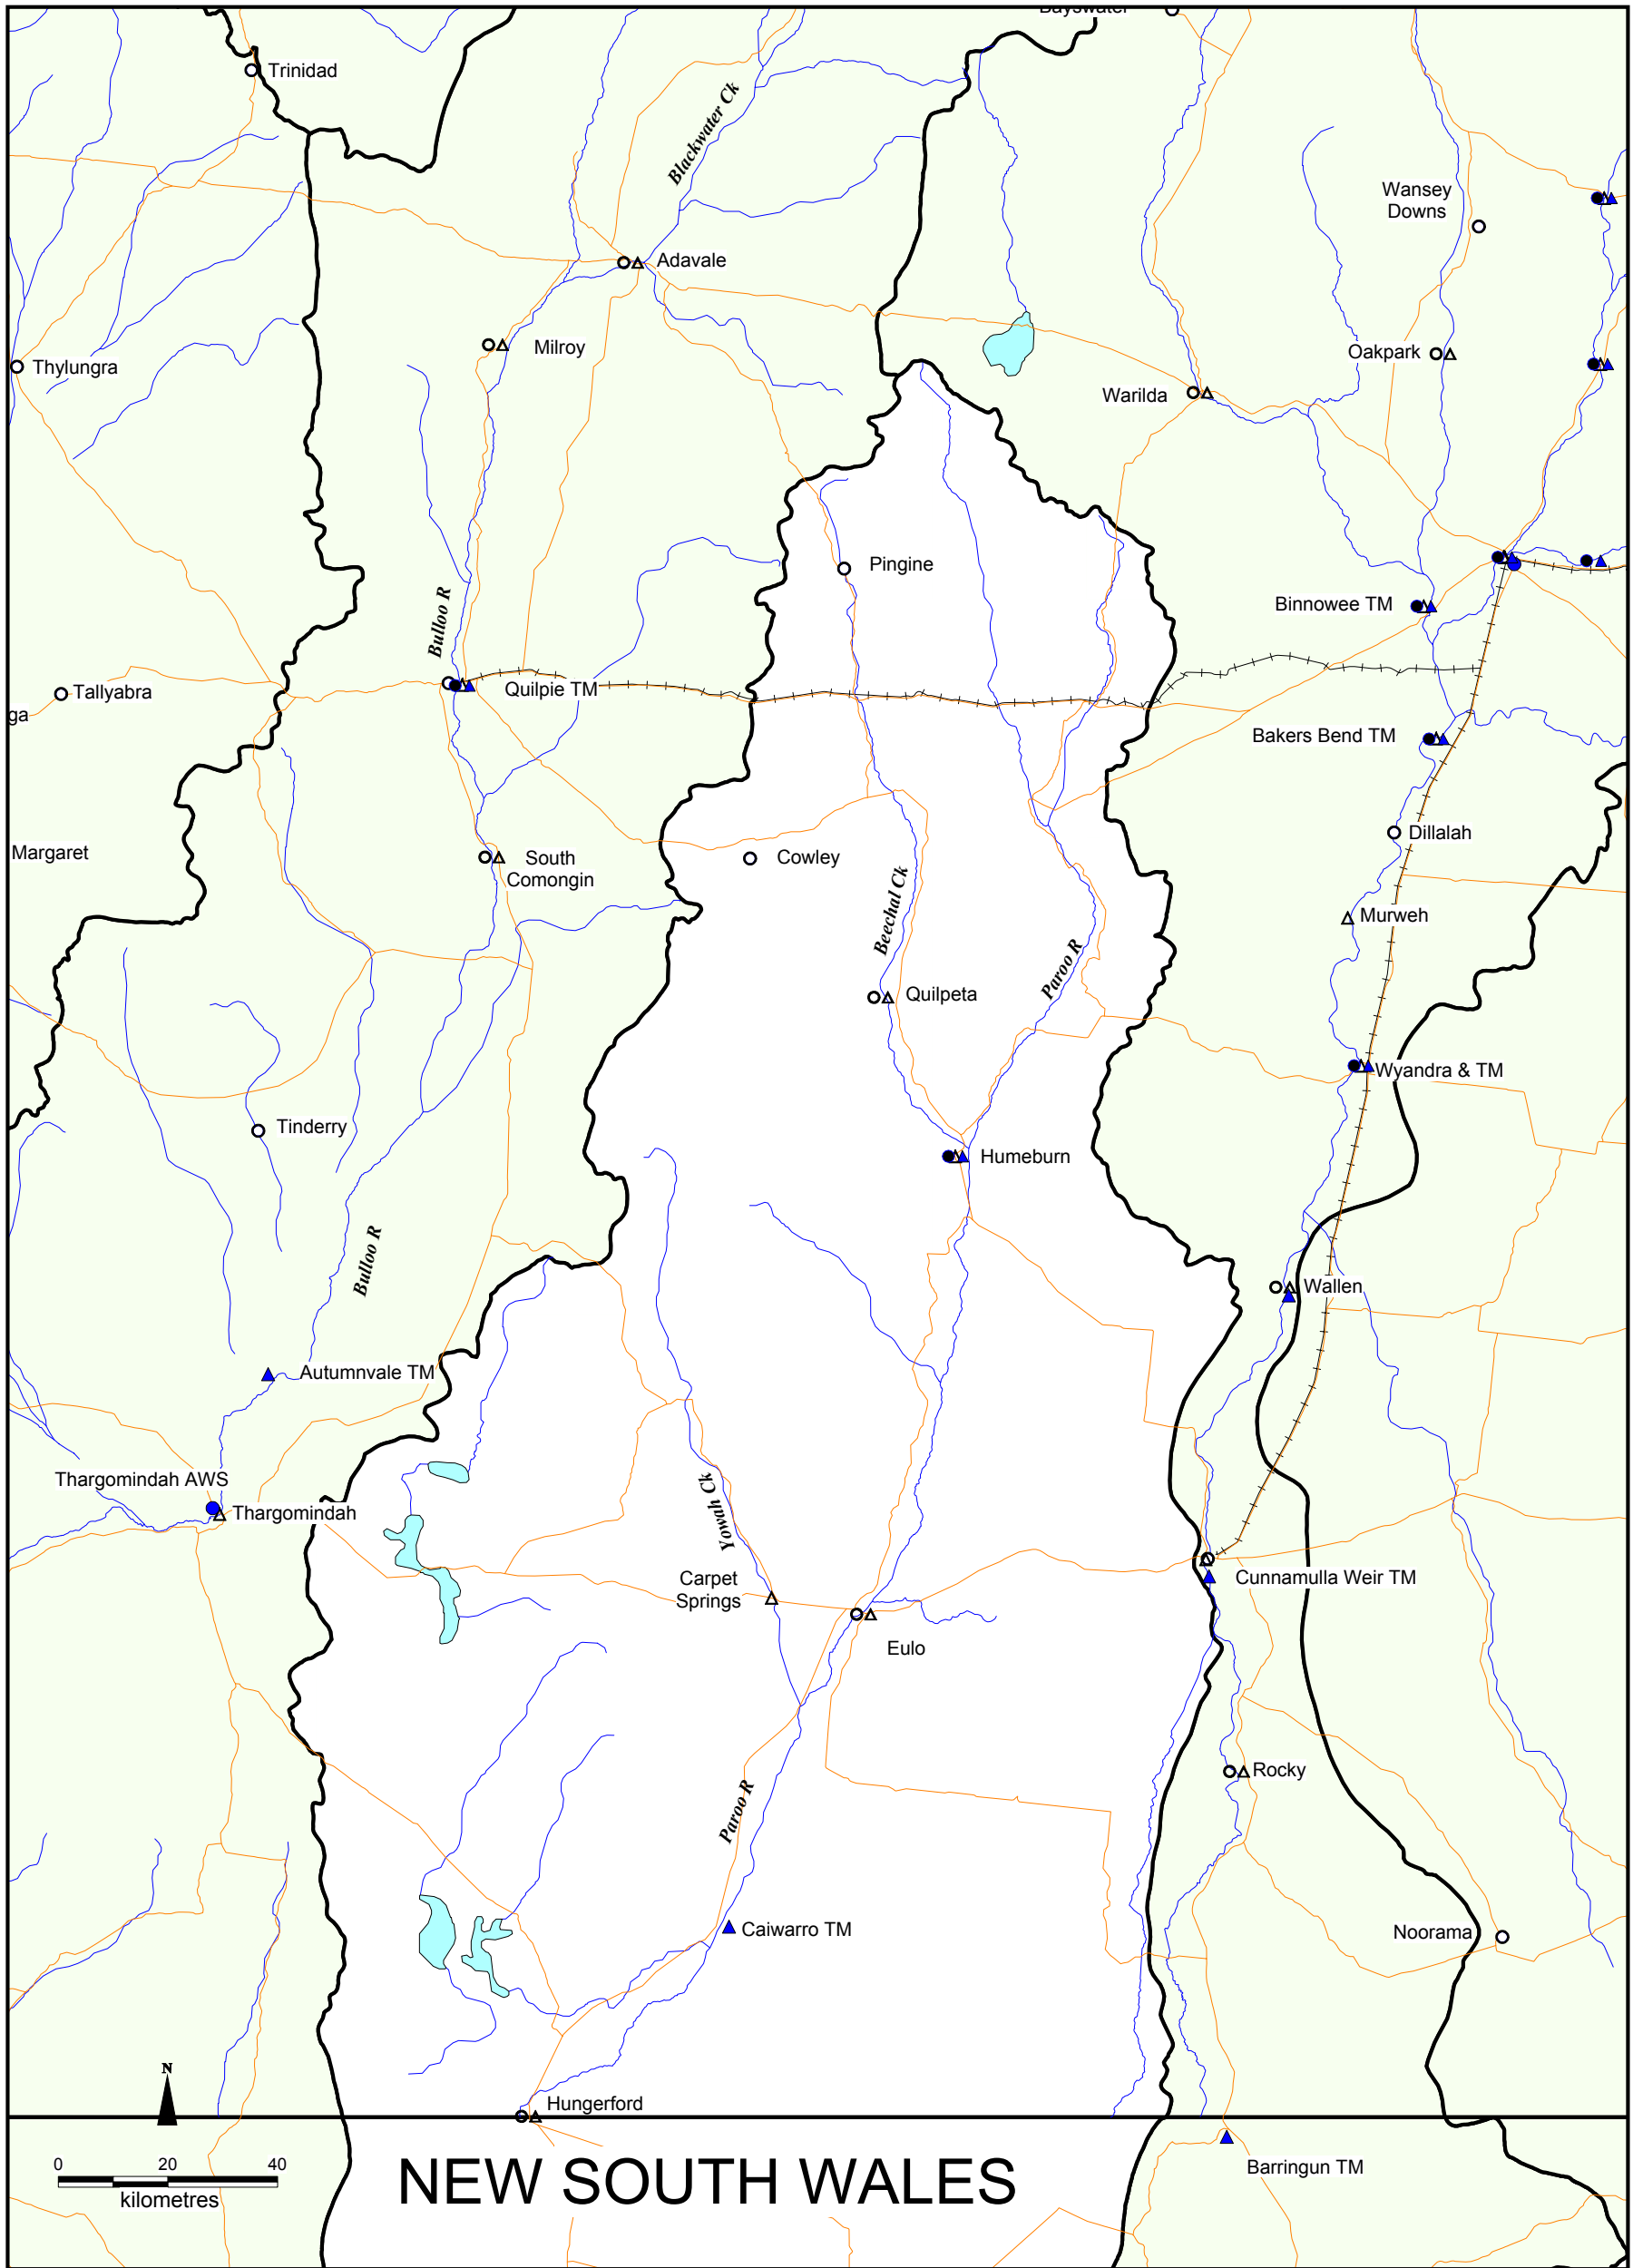 Bayswater
Trinidad
Blackwater Ck
Wansey
Downs
Adavale
Milroy
Thylungra
Oakpark
Warilda
Pingine
Binnowee TM
Bulloo R
Tallyabra
Quilpie TM
ga
Bakers Bend TM
Dillalah
Margaret
South
Comongin
Cowley
Beechal Ck
Murweh
Paroo R
Quilpeta
Wyandra & TM
Tinderry
Humeburn
Bulloo R
Wallen
Autumnvale TM
Thargomindah AWS
Thargomindah
Yowah Ck
Carpet
Springs
Cunnamulla Weir TM
Eulo
Rocky
Paroo R
Caiwarro TM
Noorama
N
Hungerford
0 20 40
kilometres
NEW SOUTH WALES
Barringun TM